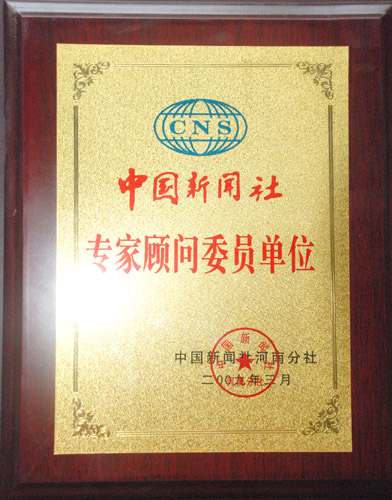 CNS
中国新闻社
专家顾问委员单位
中国新闻社河南分社
二00九年三月